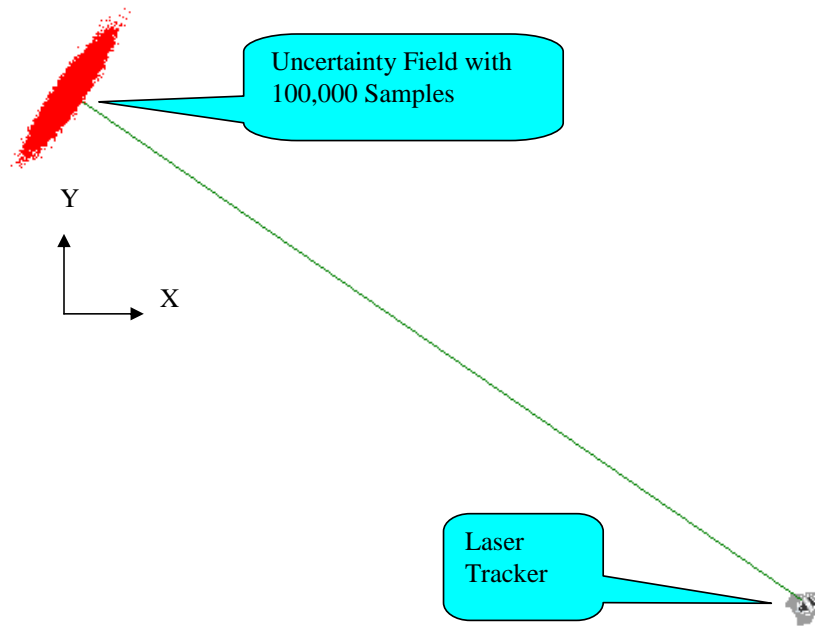 Uncertainty Field with
100,000 Samples
Y
X
Laser
Tracker